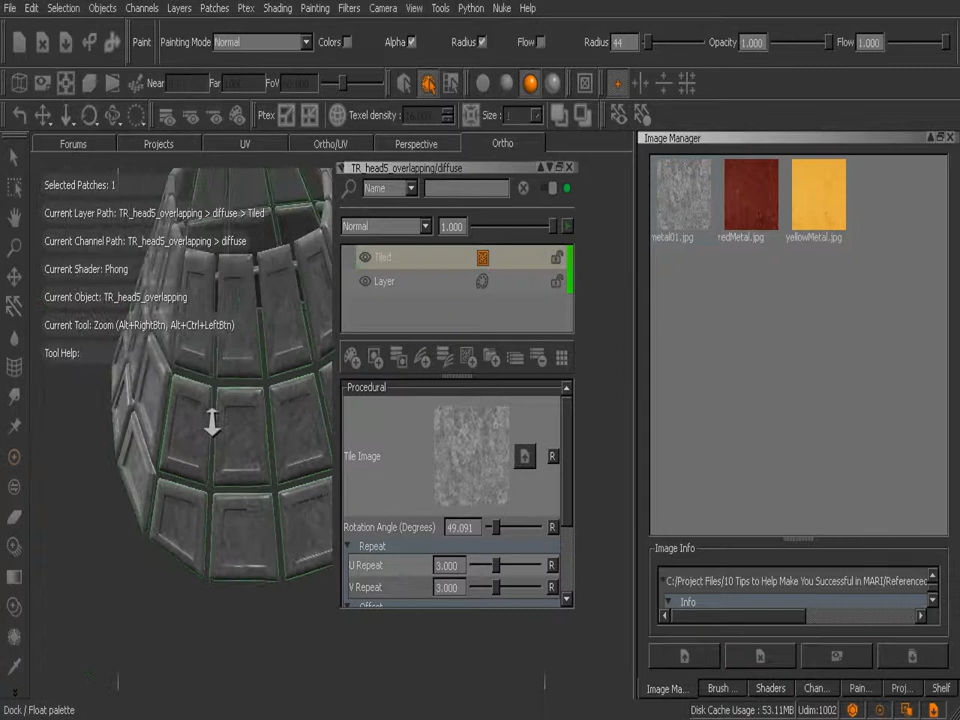 File Edit Selection Objects Channels Layers Patches Ptex Shading Painting Filters Camera View Tools Python Nuke Help
Paint Painting Mode Normal Colors Alpha Radius Flow Radius 44 Opacity 1.000 Flow 1.000
Near Far FoV
Ptex Texel density: Size :
Forums Projects UV Ortho/UV Perspective Ortho
Image Manager
TR_head5_overlapping/diffuse
Selected Patches: 1
Name
Current Layer Path: TR_head5_overlapping > diffuse > Tiled
Normal 1.000
metal01.jpg redMetal.jpg yellowMetal.jpg
Current Channel Path: TR_head5_overlapping > diffuse
Tiled
Current Shader: Phong
Layer
Current Object: TR_head5_overlapping
Current Tool: Zoom (Alt+RightBtn, Alt+Ctrl+LeftBtn)
Tool Help:
Procedural
Tile Image R
Rotation Angle (Degrees) 49.091 R
Repeat
U Repeat 3.000 R
V Repeat 3.000 R
Offset
Image Info
C:/Project Files/10 Tips to Help Make You Successful in MARI/Referenced
Info
Image Ma... Brush ... Shaders Chan... Pain... Proj... Shelf
Dock / Float palette
Disk Cache Usage : 53.11MB Udim:1002